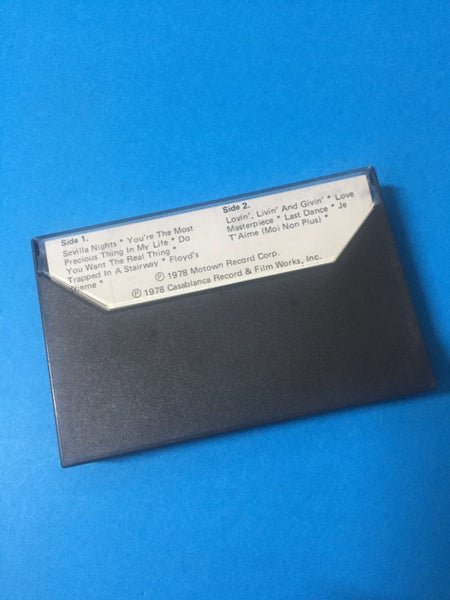 Side 1.
Sevilla Nights * You're The Most
Precious Thing In My Life * Do
You Want The Real Thing *
Trapped In A Stairway * Floyd's
Theme *
Side 2.
Lovin', Livin' And Givin' * Love
Masterpiece * Last Dance * Je
T'Aime (Moi Non Plus) *
℗ 1978 Motown Record Corp.
℗ 1978 Casablanca Record & Film Works, Inc.